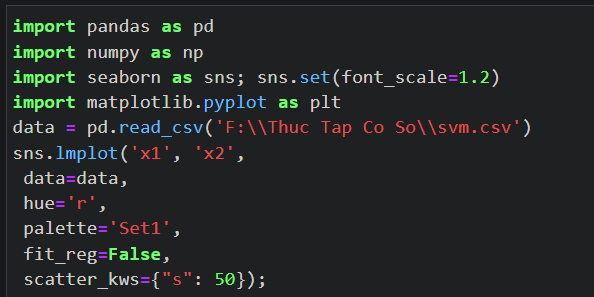 import pandas as pd
import numpy as np
import seaborn as sns; sns.set(font_scale=1.2)
import matplotlib.pyplot as plt
data = pd.read_csv('F:\\Thuc Tap Co So\\svm.csv')
sns.lmplot('x1', 'x2',
 data=data,
 hue='r',
 palette='Set1',
 fit_reg=False,
 scatter_kws={"s": 50});